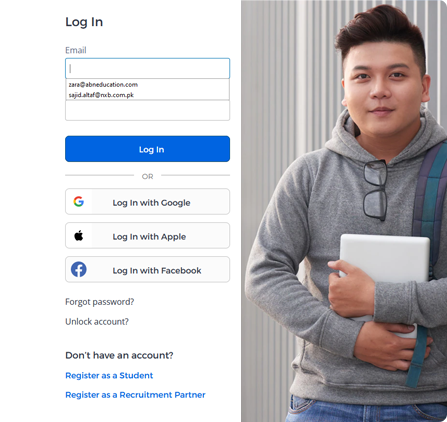 Log In
Email
zara@abneducation.com
sajid.altaf@nxb.com.pk
Log In
OR
Log In with Google
Log In with Apple
Log In with Facebook
Forgot password?
Unlock account?
Don't have an account?
Register as a Student
Register as a Recruitment Partner